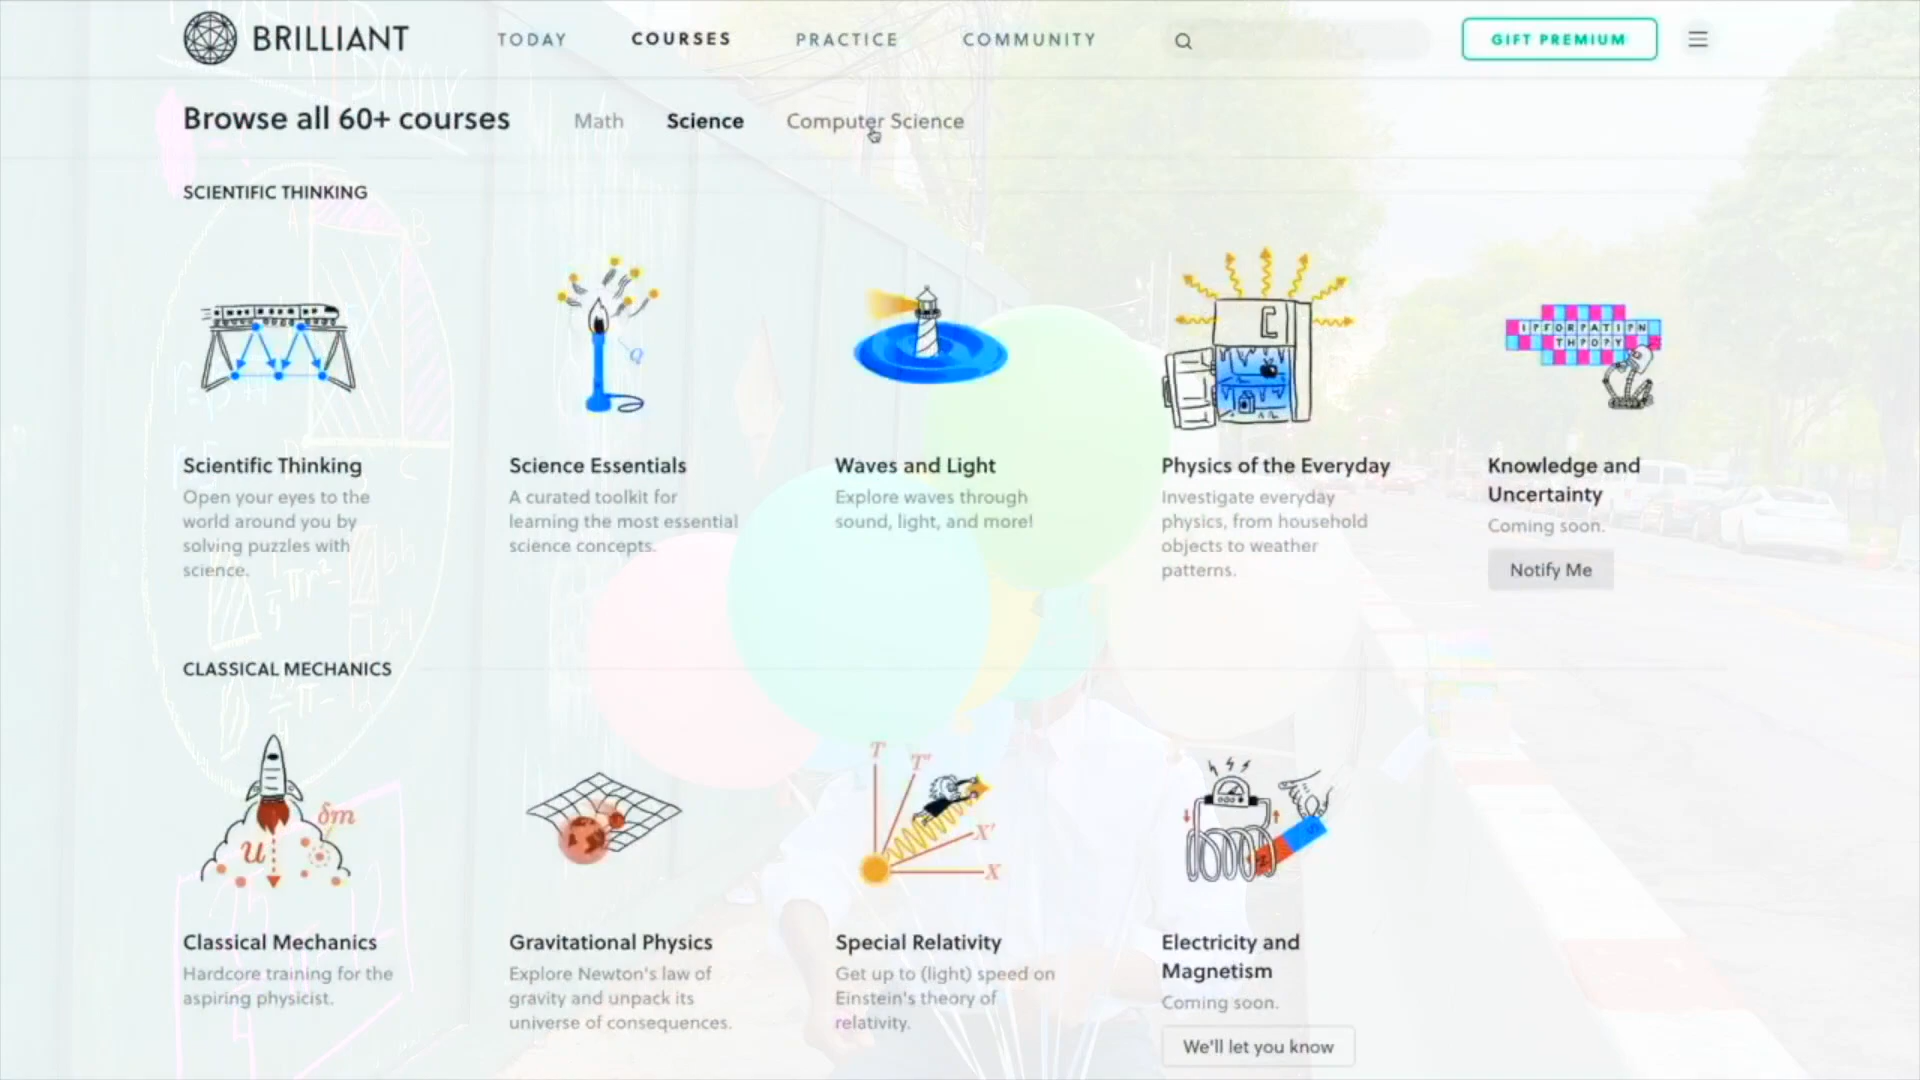 BRILLIANT
TODAY
COURSES
PRACTICE
COMMUNITY
GIFT PREMIUM
Browse all 60+ courses
Math
Science
Computer Science
SCIENTIFIC THINKING
Q
C
Scientific Thinking
Open your eyes to the
world around you by
solving puzzles with
science.
Science Essentials
A curated toolkit for
learning the most essential
science concepts.
Waves and Light
Explore waves through
sound, light, and more!
Physics of the Everyday
Investigate everyday
physics, from household
objects to weather
patterns.
Knowledge and
Uncertainty
Coming soon.
Notify Me
CLASSICAL MECHANICS
δm
u
T
T'
X'
X
Classical Mechanics
Hardcore training for the
aspiring physicist.
Gravitational Physics
Explore Newton's law of
gravity and unpack its
universe of consequences.
Special Relativity
Get up to (light) speed on
Einstein's theory of
relativity.
Electricity and
Magnetism
Coming soon.
We'll let you know